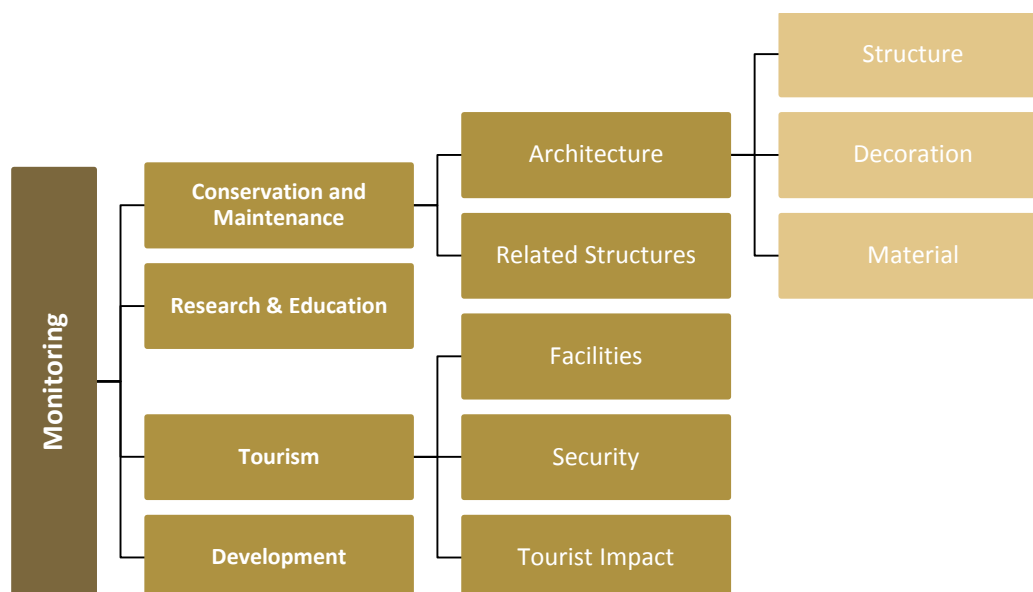 Monitoring
Conservation and
Maintenance
Research & Education
Tourism
Development
Architecture
Related Structures
Facilities
Security
Tourist Impact
Structure
Decoration
Material